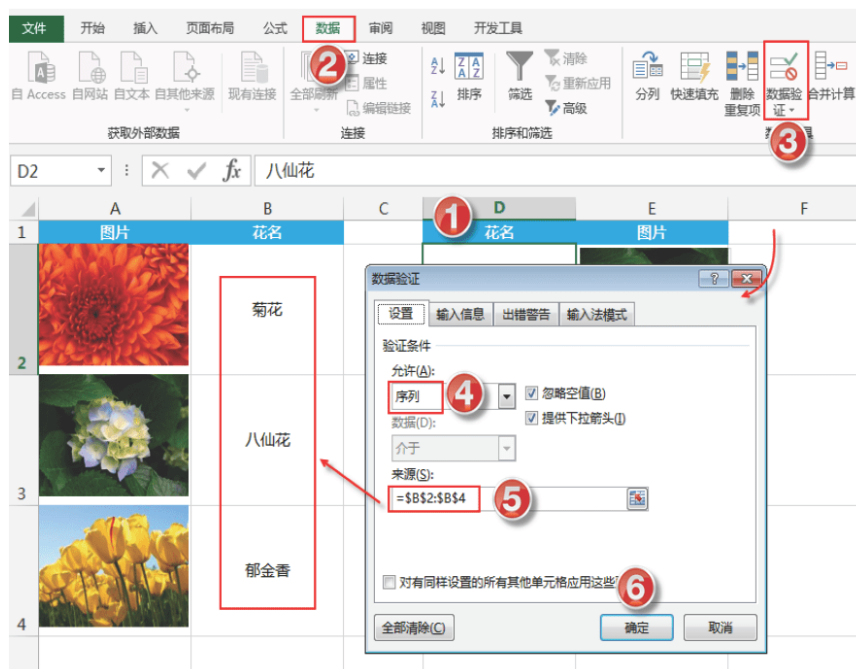 文件 开始 插入 页面布局 公式 数据 审阅 视图 开发工具
2
连接
属性
编辑链接
清除
重新应用
高级
自 Access 自网站 自文本 自其他来源 现有连接 全部刷新 排序 筛选 分列 快速填充 删除重复项 数据验证 合并计算
获取外部数据 连接 排序和筛选
3
D2 fx 八仙花
A B C D E F
1
1 图片 花名 花名 图片
2 菊花
3 八仙花
4 郁金香
数据验证
设置 输入信息 出错警告 输入法模式
验证条件
允许(A):
序列 4 忽略空值(B)
数据(D): 提供下拉箭头(I)
介于
来源(S):
=$B$2:$B$4 5
对有同样设置的所有其他单元格应用这些
6
全部清除(C) 确定 取消